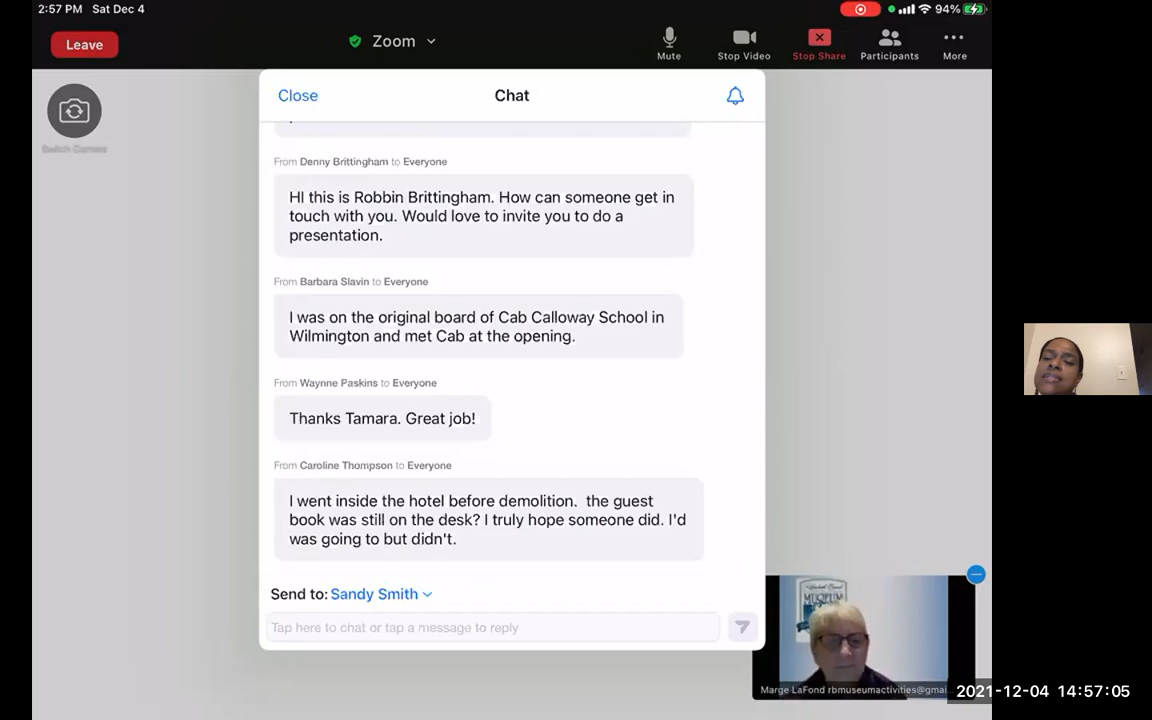 2:57 PM Sat Dec 4
94%
Leave
Zoom
Mute
Stop Video
Stop Share
Participants
More
Switch Camera
Close
Chat
From Denny Brittingham to Everyone
HI this is Robbin Brittingham. How can someone get in
touch with you. Would love to invite you to do a
presentation.
From Barbara Slavin to Everyone
I was on the original board of Cab Calloway School in
Wilmington and met Cab at the opening.
From Waynne Paskins to Everyone
Thanks Tamara. Great job!
From Caroline Thompson to Everyone
I went inside the hotel before demolition. the guest
book was still on the desk? I truly hope someone did. I'd
was going to but didn't.
Send to: Sandy Smith
Tap here to chat or tap a message to reply
MUSEUM
Marge LaFond rbmuseumactivities@gmai...
2021-12-04 14:57:05